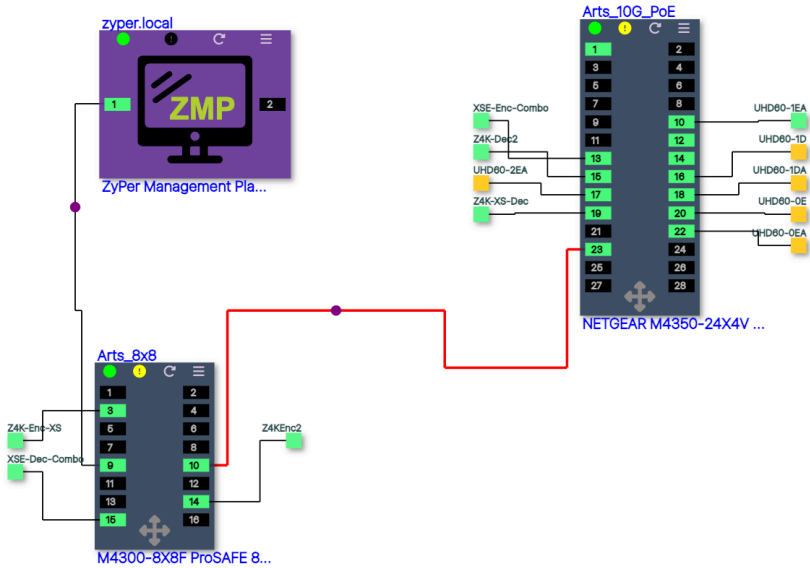 zyper.local
!
ZMP
1
2
ZyPer Management Pla...
Arts_10G_PoE
!
1 2
3 4
5 6
7 8
9 10
11 12
13 14
15 16
17 18
19 20
21 22
23 24
25 26
27 28
XSE-Enc-Combo
Z4K-Dec2
UHD60-2EA
Z4K-XS-Dec
UHD60-1EA
UHD60-1D
UHD60-1DA
UHD60-0E
UHD60-0EA
NETGEAR M4350-24X4V ...
Arts_8x8
!
1 2
3 4
5 6
7 8
9 10
11 12
13 14
15 16
Z4K-Enc-XS
XSE-Dec-Combo
Z4KEnc2
M4300-8X8F ProSAFE 8...